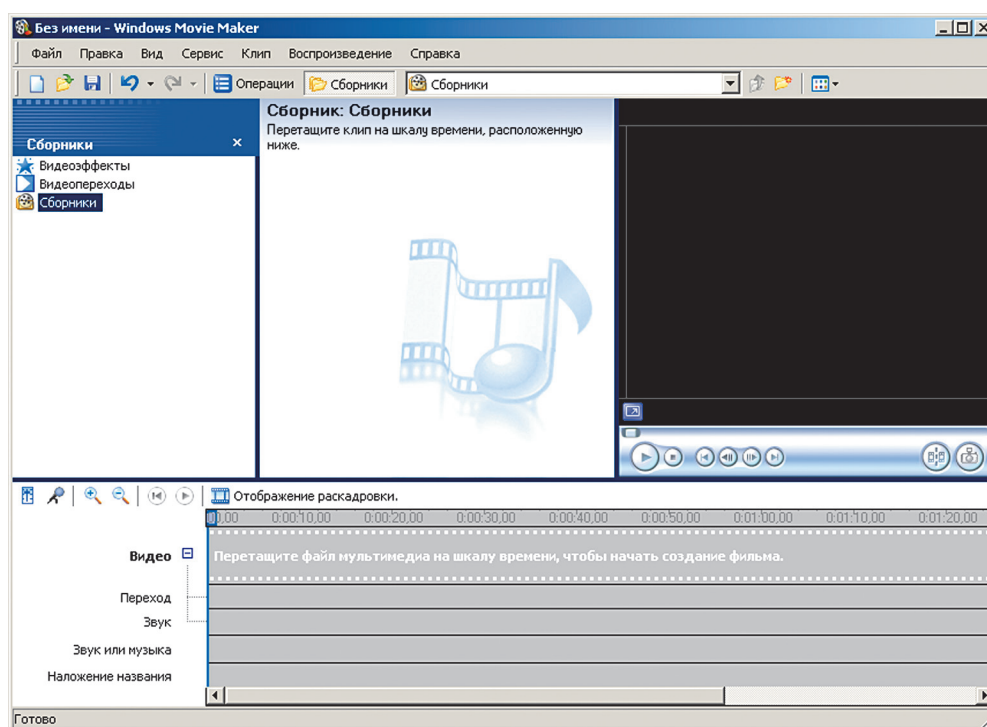 Без имени - Windows Movie Maker
Файл Правка Вид Сервис Клип Воспроизведение Справка
Операции Сборники Сборники
Сборники
Видеоэффекты
Видеопереходы
Сборники
Сборник: Сборники
Перетащите клип на шкалу времени, расположенную
ниже.
Отображение раскадровки.
0:00:10,00 0:00:20,00 0:00:30,00 0:00:40,00 0:00:50,00 0:01:00,00 0:01:10,00 0:01:20,00
Видео Перетащите файл мультимедиа на шкалу времени, чтобы начать создание фильма.
Переход
Звук
Звук или музыка
Наложение названия
Готово